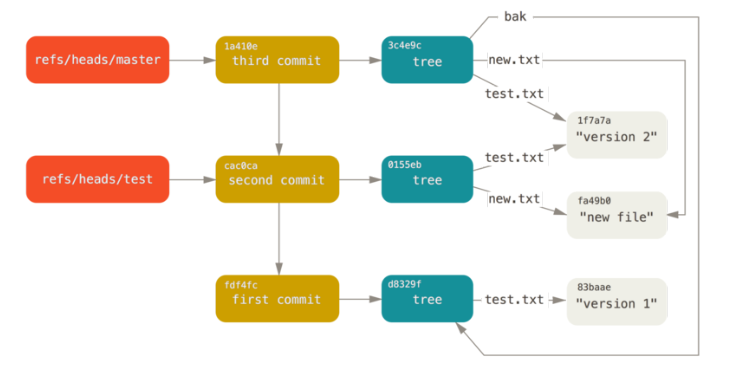 bak
refs/heads/master
1a410e
third commit
3c4e9c
tree
new.txt
test.txt
1f7a7a
"version 2"
refs/heads/test
cac0ca
second commit
0155eb
tree
test.txt
new.txt
fa49b0
"new file"
fdf4fc
first commit
d8329f
tree
test.txt
83baae
"version 1"